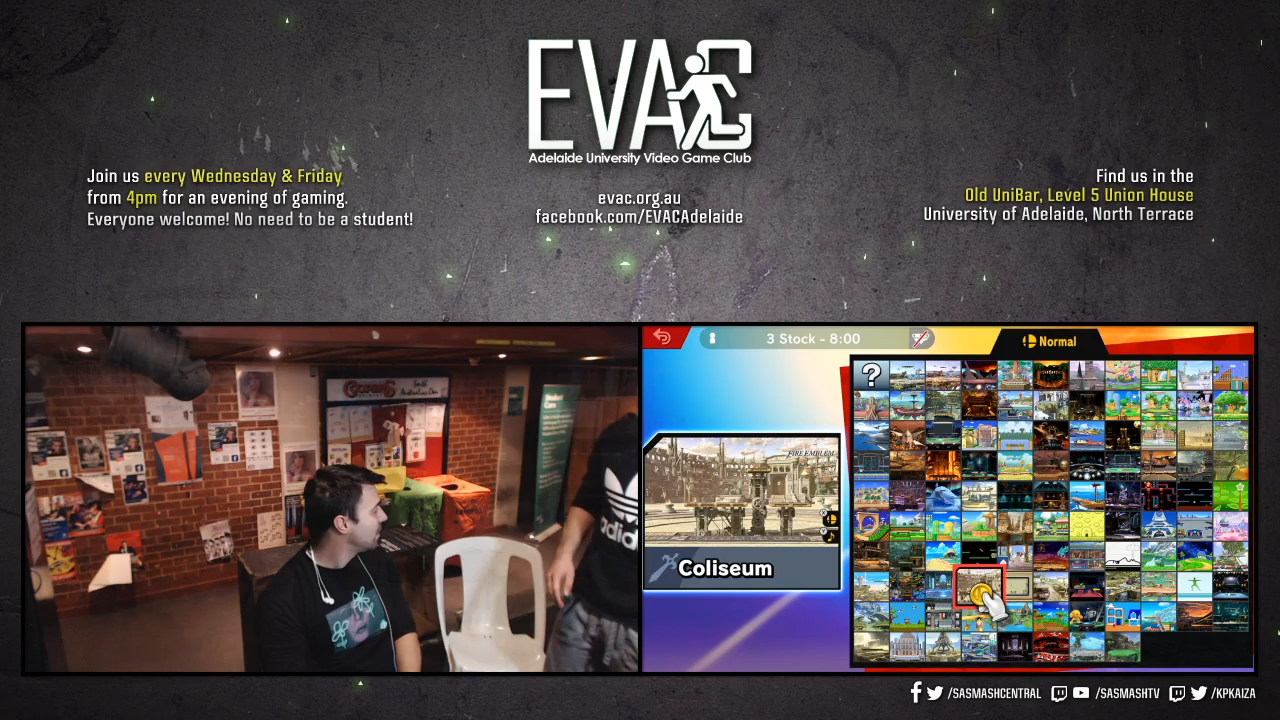 EVAC
Adelaide University Video Game Club
Join us every Wednesday & Friday
from 4pm for an evening of gaming.
Everyone welcome! No need to be a student!
evac.org.au
facebook.com/EVACAdelaide
Find us in the
Old UniBar, Level 5 Union House
University of Adelaide, North Terrace
3 Stock - 8:00
Normal
?
FIRE EMBLEM
Coliseum
adidas
/SASMASHCENTRAL
/SASMASHTV
/KPKAIZA